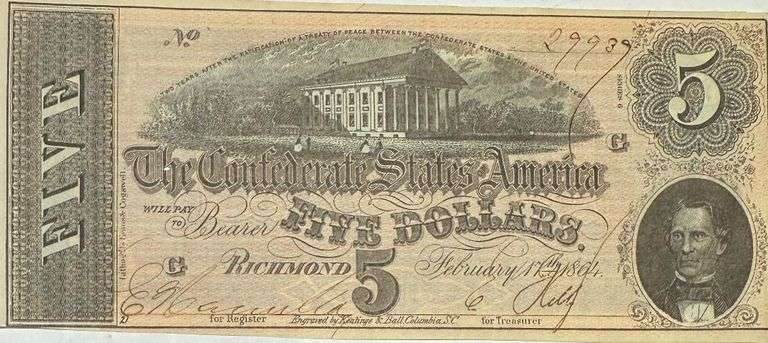 No
29939
TWO YEARS AFTER THE RATIFICATION OF A TREATY OF PEACE BETWEEN THE CONFEDERATE STATES & THE UNITED STATES
FIVE
5
G
The Confederate States of America
WILL PAY
TO Bearer
FIVE DOLLARS.
G
RICHMOND
5
February 17th 1864.
27
for Register
Engraved by Keatinge & Ball, Columbia, S.C.
for Treasurer